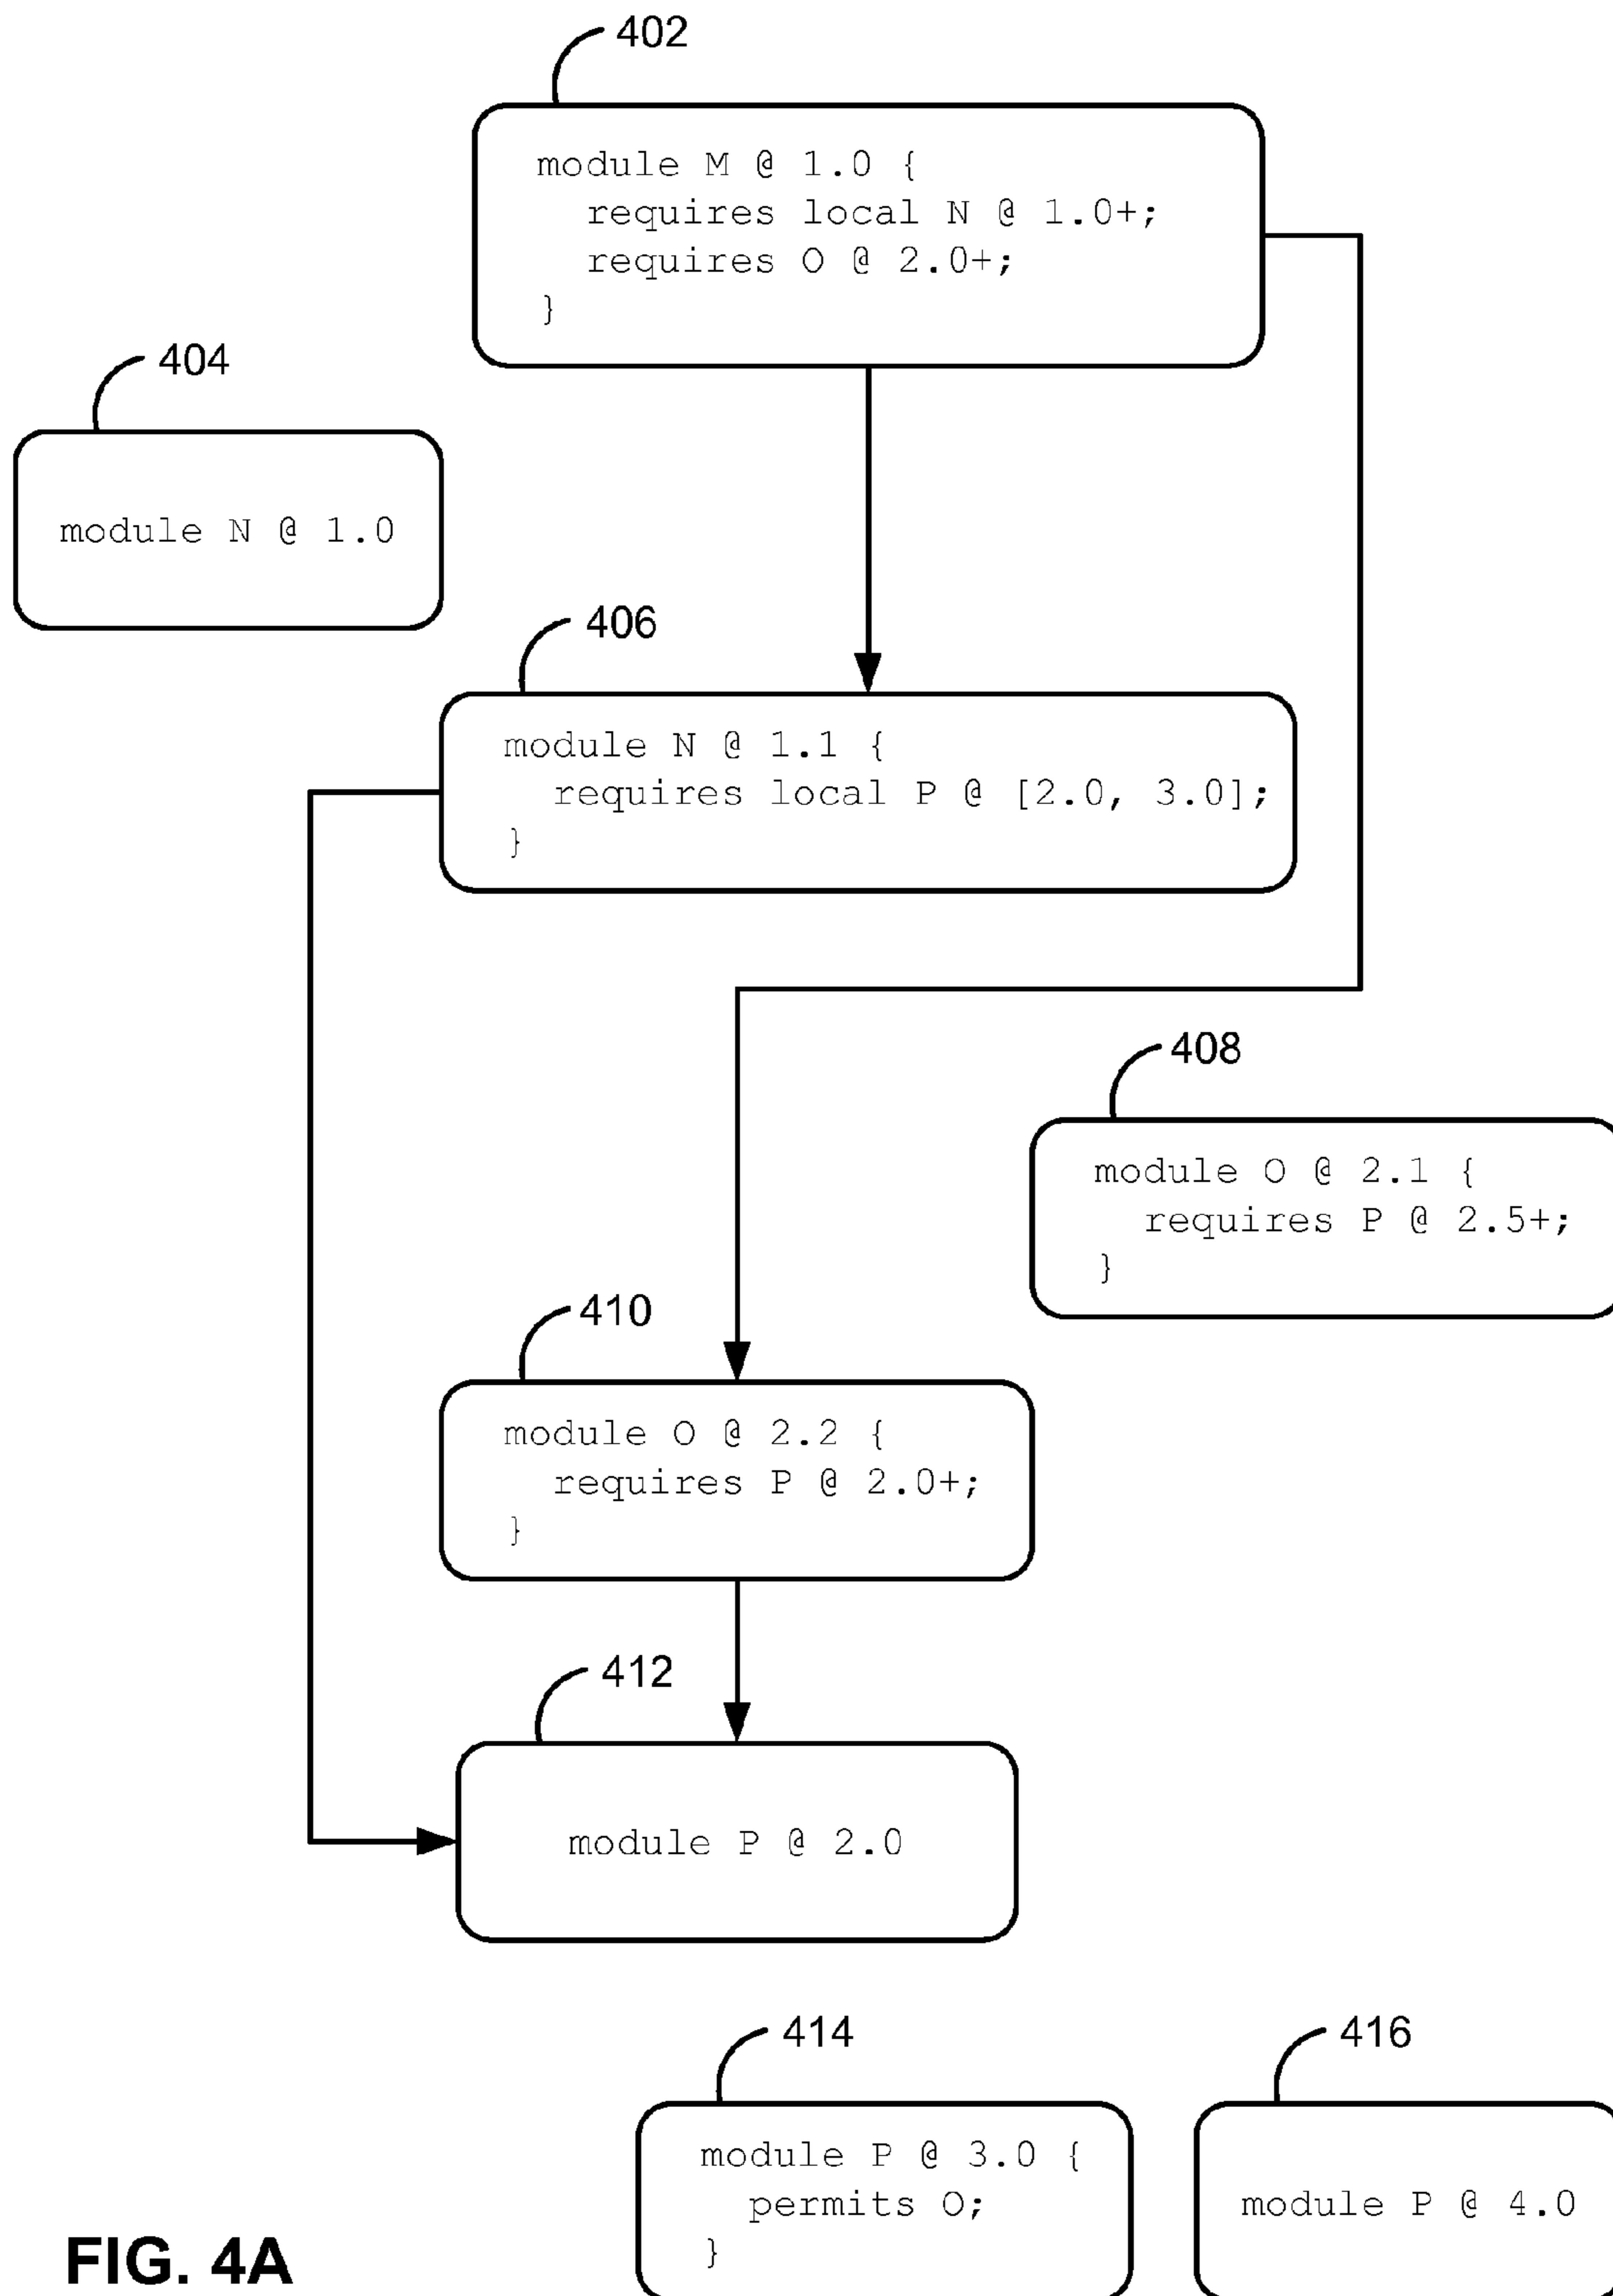 402
module M @ 1.0 {
requires local N @ 1.0+;
requires O @ 2.0+;
}
404
module N @ 1.0
406
module N @ 1.1 {
requires local P @ [2.0, 3.0];
}
408
module O @ 2.1 {
requires P @ 2.5+;
}
410
module O @ 2.2 {
requires P @ 2.0+;
}
412
module P @ 2.0
414
module P @ 3.0 {
permits O;
}
416
module P @ 4.0
FIG. 4A